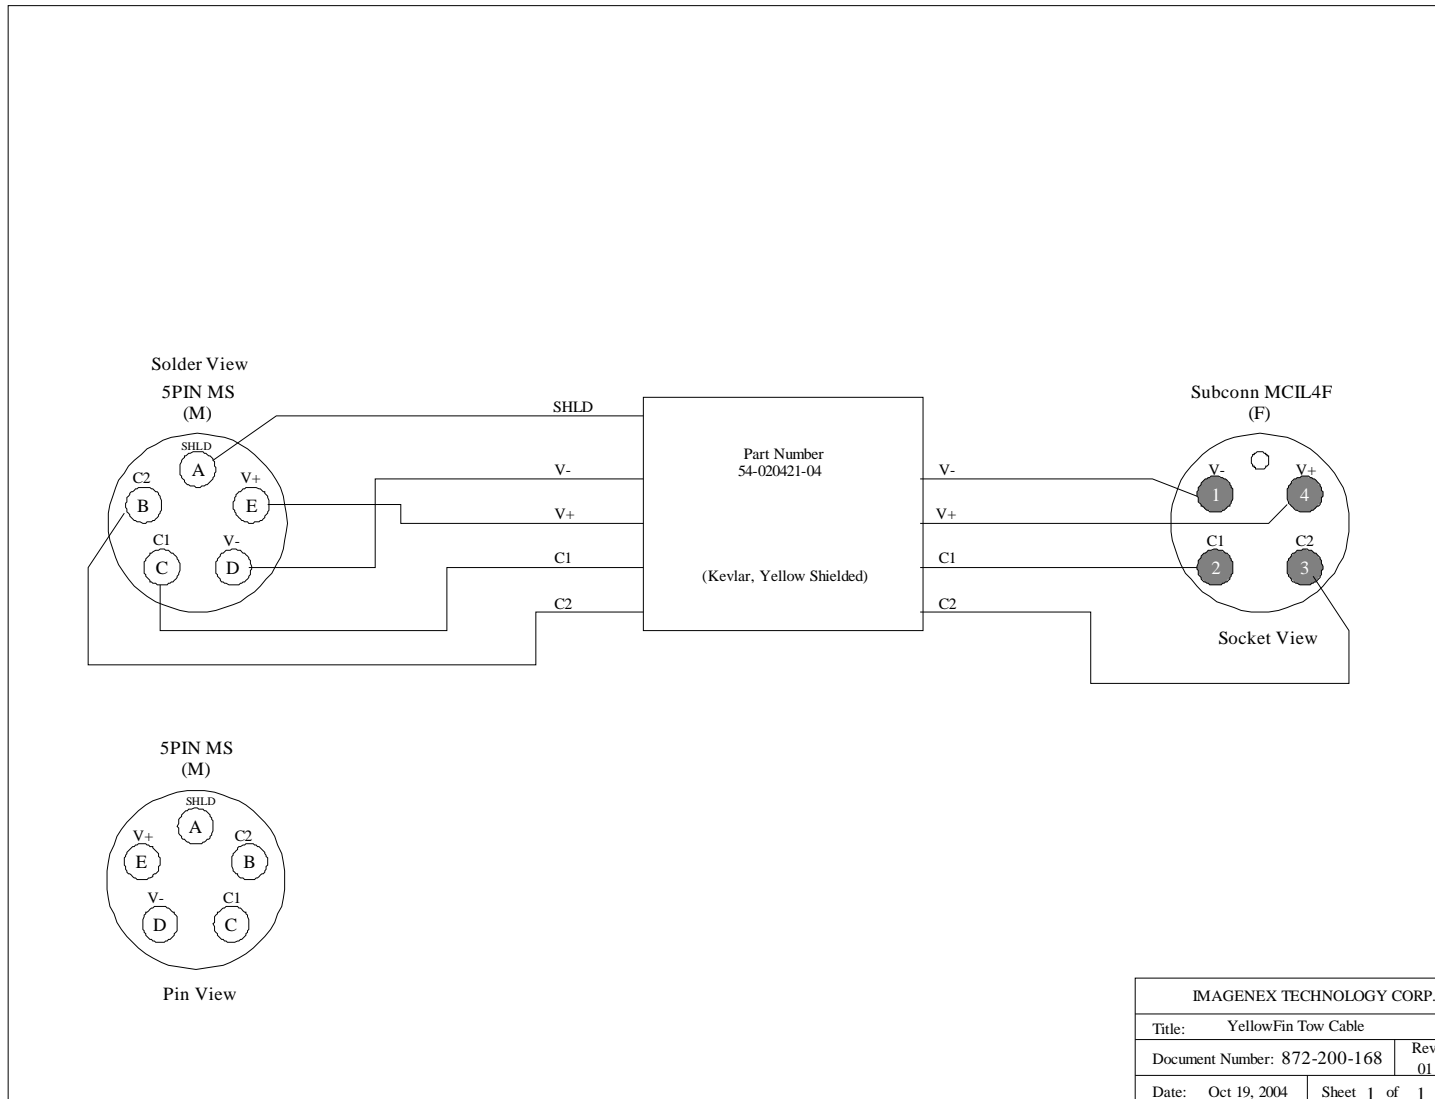 Solder View
5PIN MS
(M)
SHLD
A
C2
B
V+
E
C1
C
V-
D
SHLD
V-
V+
C1
C2
Part Number
54-020421-04
(Kevlar, Yellow Shielded)
V-
V+
C1
C2
Subconn MCIL4F
(F)
V-
1
V+
4
C1
2
C2
3
Socket View
5PIN MS
(M)
SHLD
A
V+
E
C2
B
V-
D
C1
C
Pin View
IMAGENEX TECHNOLOGY CORP.
Title: YellowFin Tow Cable
Document Number: 872-200-168 Rev
01
Date: Oct 19, 2004 Sheet 1 of 1